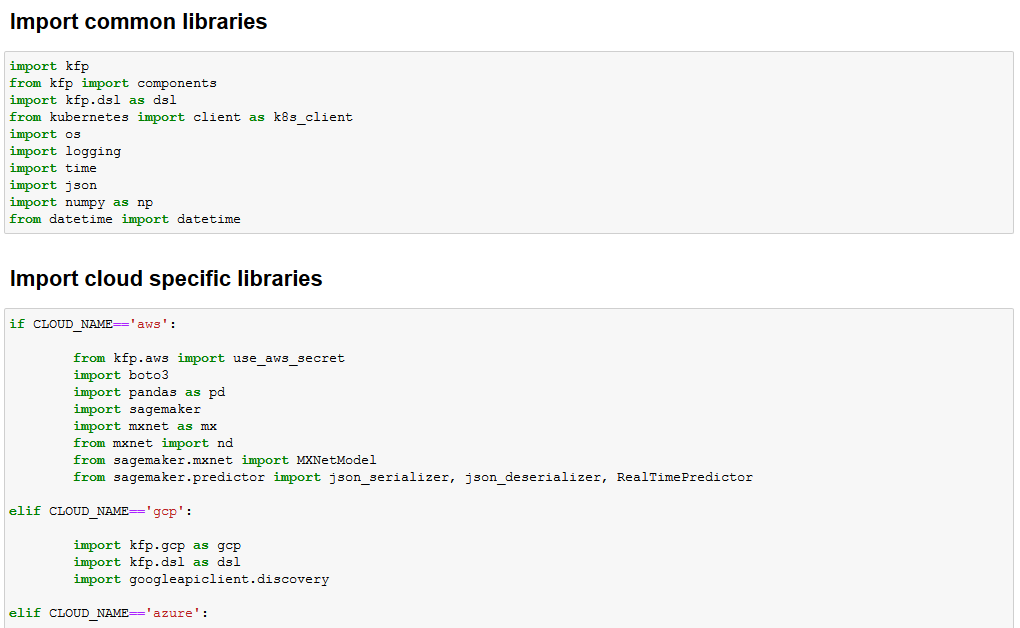 Import common libraries
import kfp
from kfp import components
import kfp.dsl as dsl
from kubernetes import client as k8s_client
import os
import logging
import time
import json
import numpy as np
from datetime import datetime
Import cloud specific libraries
if CLOUD_NAME=='aws':
from kfp.aws import use_aws_secret
import boto3
import pandas as pd
import sagemaker
import mxnet as mx
from mxnet import nd
from sagemaker.mxnet import MXNetModel
from sagemaker.predictor import json_serializer, json_deserializer, RealTimePredictor
elif CLOUD_NAME=='gcp':
import kfp.gcp as gcp
import kfp.dsl as dsl
import googleapiclient.discovery
elif CLOUD_NAME=='azure':